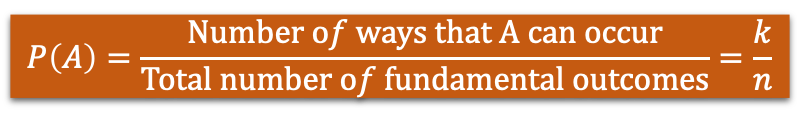 P(A) = Number of ways that A can occur / Total number of fundamental outcomes = k / n